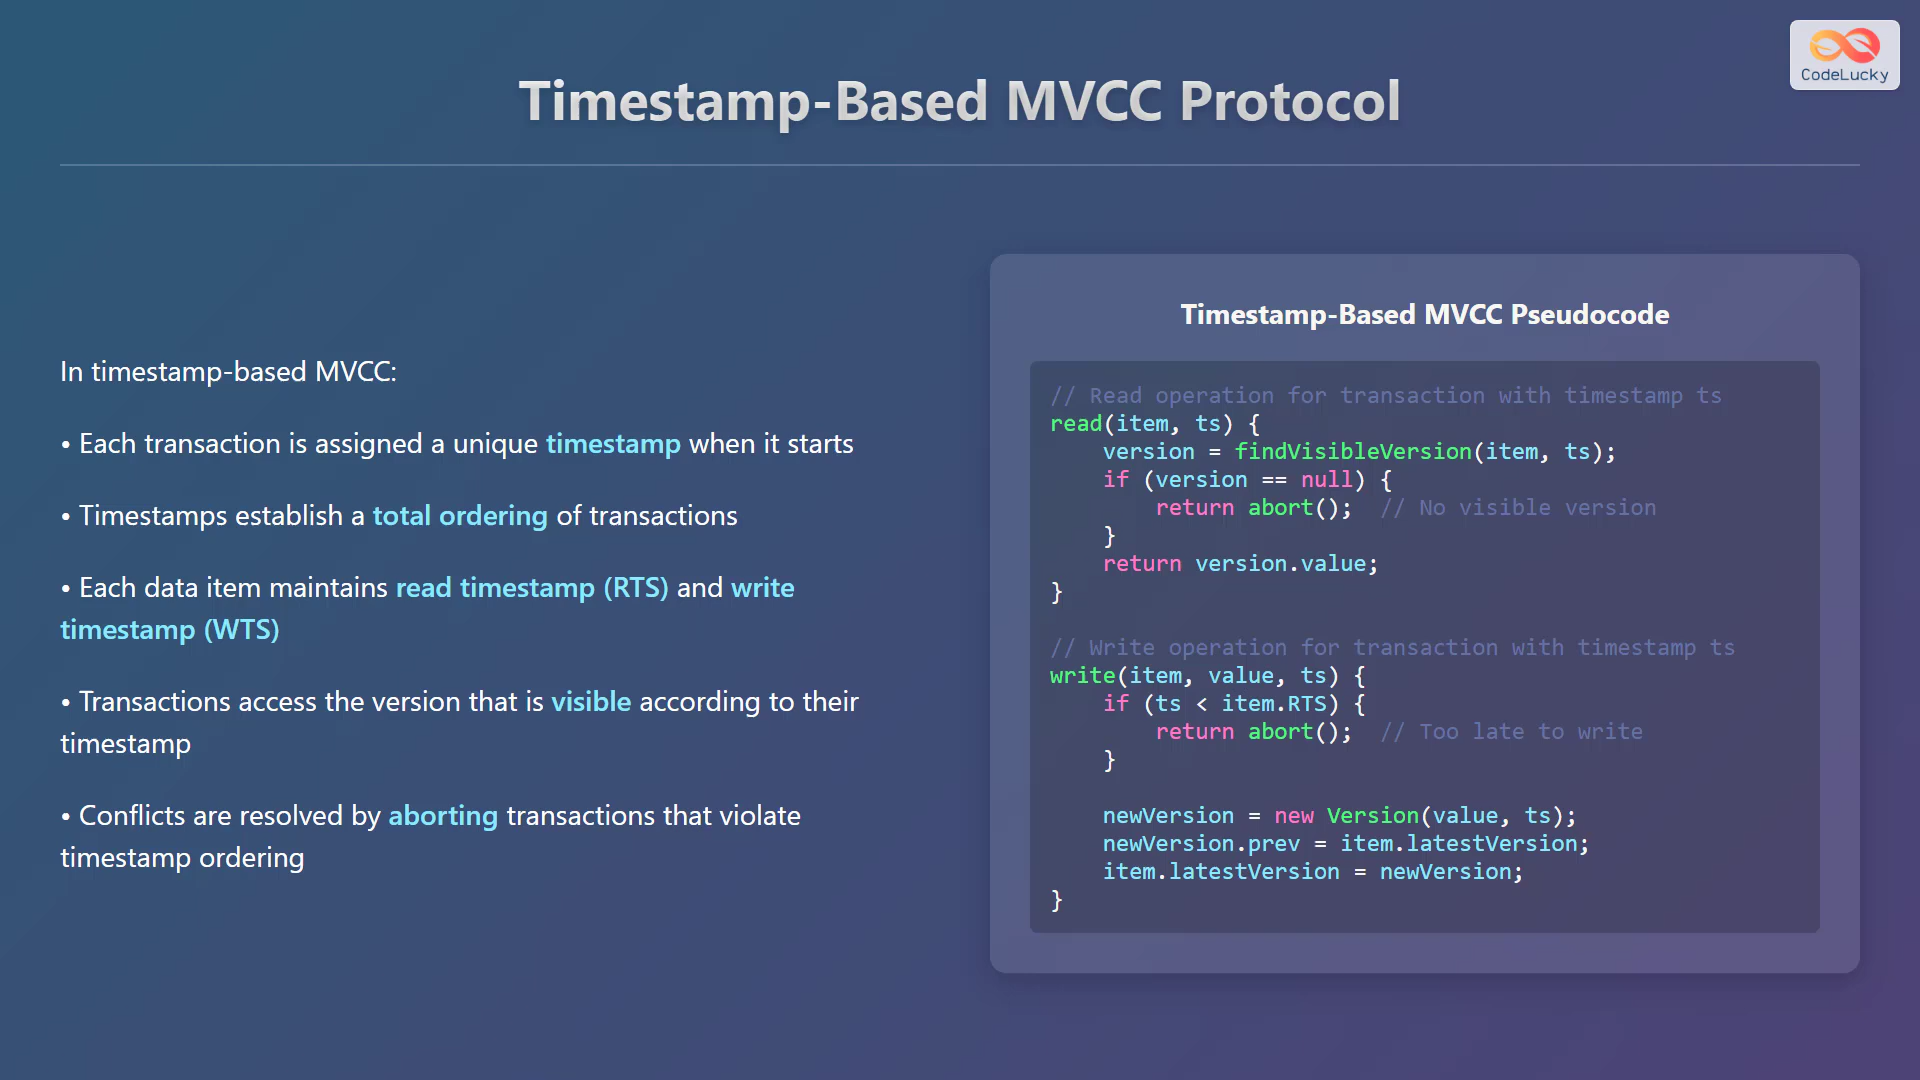 CodeLucky
Timestamp-Based MVCC Protocol
In timestamp-based MVCC:
• Each transaction is assigned a unique timestamp when it starts
• Timestamps establish a total ordering of transactions
• Each data item maintains read timestamp (RTS) and write
timestamp (WTS)
• Transactions access the version that is visible according to their
timestamp
• Conflicts are resolved by aborting transactions that violate
timestamp ordering
Timestamp-Based MVCC Pseudocode
// Read operation for transaction with timestamp ts
read(item, ts) {
    version = findVisibleVersion(item, ts);
    if (version == null) {
        return abort();  // No visible version
    }
    return version.value;
}
// Write operation for transaction with timestamp ts
write(item, value, ts) {
    if (ts < item.RTS) {
        return abort();  // Too late to write
    }
    newVersion = new Version(value, ts);
    newVersion.prev = item.latestVersion;
    item.latestVersion = newVersion;
}